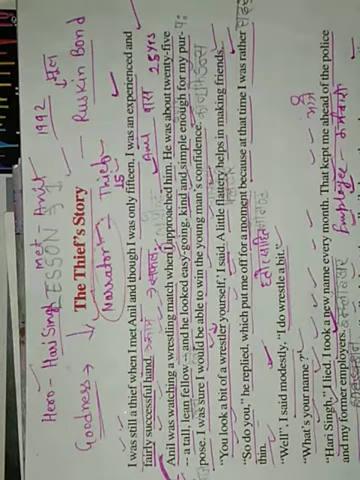 Hero - Hari Singh met - Anil 1992
LESSON
Goodness → The Thief's Story - Ruskin Bond
Narrator - Thief
15
Anil 25 yrs
I was still a thief when I met Anil and though I was only fifteen, I was an experienced and
fairly successful hand.
Anil was watching a wrestling match when I approached him. He was about twenty-five
-- a tall, lean fellow -- and he looked easy-going, kind and simple enough for my pur-
pose. I was sure I would be able to win the young man's confidence.
"You look a bit of a wrestler yourself," I said. A little flattery helps in making friends.
"So do you," he replied, which put me off for a moment because at that time I was rather
thin.
"Well", I said modestly, "I do wrestle a bit."
"What's your name?"
"Hari Singh," I lied. I took a new name every month. That kept me ahead of the police
and my former employers.
Employee -